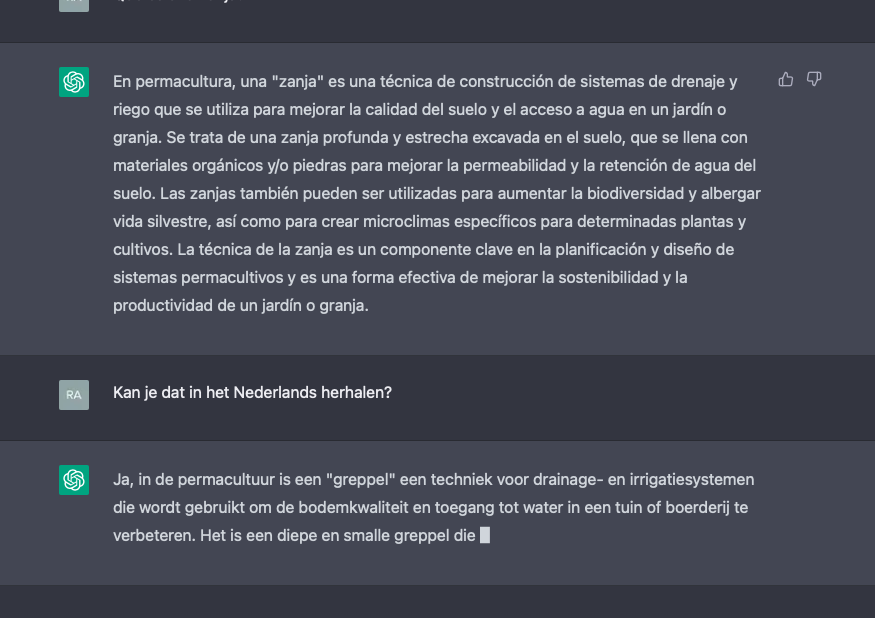 En permacultura, una "zanja" es una técnica de construcción de sistemas de drenaje y
riego que se utiliza para mejorar la calidad del suelo y el acceso a agua en un jardín o
granja. Se trata de una zanja profunda y estrecha excavada en el suelo, que se llena con
materiales orgánicos y/o piedras para mejorar la permeabilidad y la retención de agua del
suelo. Las zanjas también pueden ser utilizadas para aumentar la biodiversidad y albergar
vida silvestre, así como para crear microclimas específicos para determinadas plantas y
cultivos. La técnica de la zanja es un componente clave en la planificación y diseño de
sistemas permacultivos y es una forma efectiva de mejorar la sostenibilidad y la
productividad de un jardín o granja.
RA
Kan je dat in het Nederlands herhalen?
Ja, in de permacultuur is een "greppel" een techniek voor drainage- en irrigatiesystemen
die wordt gebruikt om de bodemkwaliteit en toegang tot water in een tuin of boerderij te
verbeteren. Het is een diepe en smalle greppel die